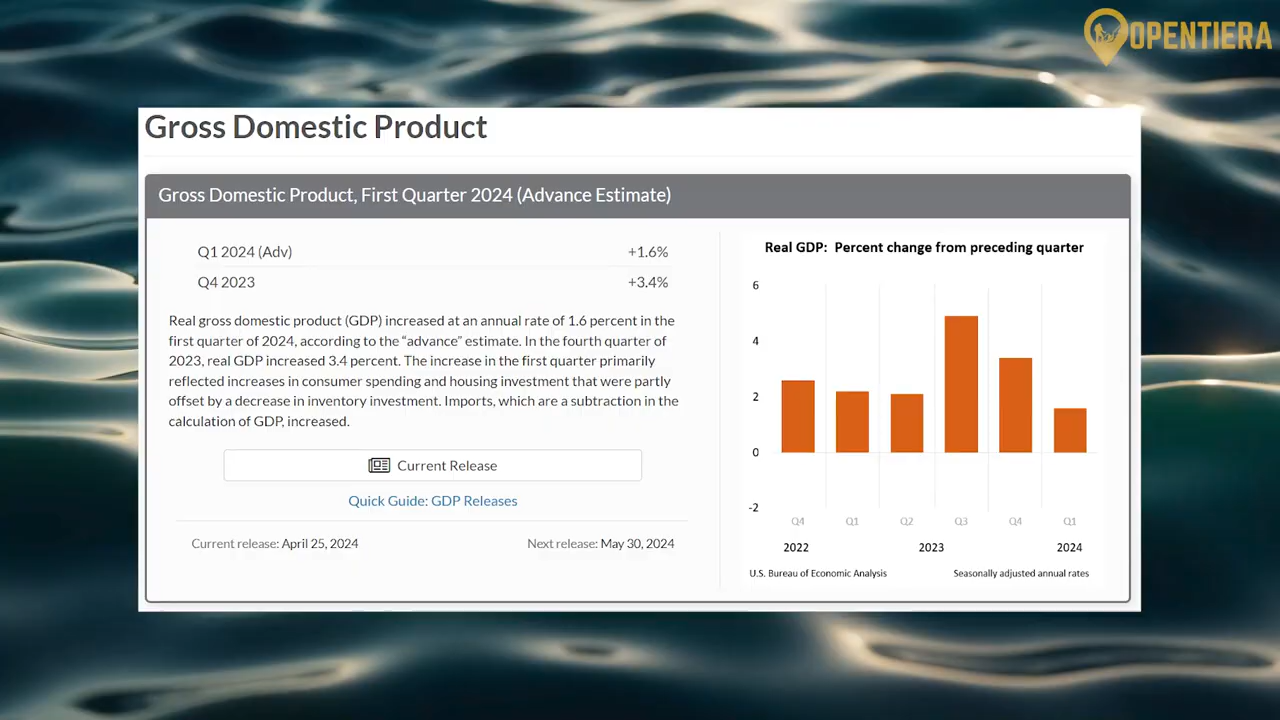 OPENTIERA
Gross Domestic Product
Gross Domestic Product, First Quarter 2024 (Advance Estimate)
Q1 2024 (Adv) +1.6%
Q4 2023 +3.4%
Real gross domestic product (GDP) increased at an annual rate of 1.6 percent in the
first quarter of 2024, according to the “advance” estimate. In the fourth quarter of
2023, real GDP increased 3.4 percent. The increase in the first quarter primarily
reflected increases in consumer spending and housing investment that were partly
offset by a decrease in inventory investment. Imports, which are a subtraction in the
calculation of GDP, increased.
Current Release
Quick Guide: GDP Releases
Current release: April 25, 2024 Next release: May 30, 2024
Real GDP: Percent change from preceding quarter
6
4
2
0
-2
Q4 Q1 Q2 Q3 Q4 Q1
2022 2023 2024
U.S. Bureau of Economic Analysis Seasonally adjusted annual rates